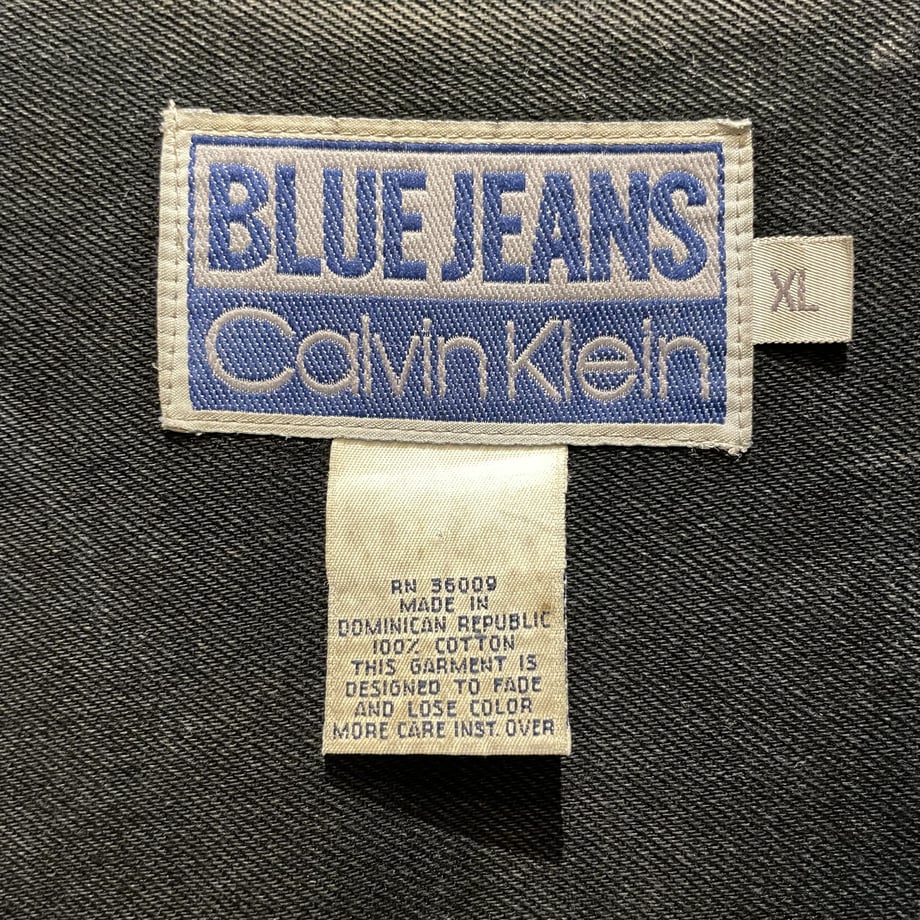 BLUE JEANS
Calvin Klein
XL
RN 36009
MADE IN
DOMINICAN REPUBLIC
100% COTTON
THIS GARMENT IS
DESIGNED TO FADE
AND LOSE COLOR
MORE CARE INST. OVER